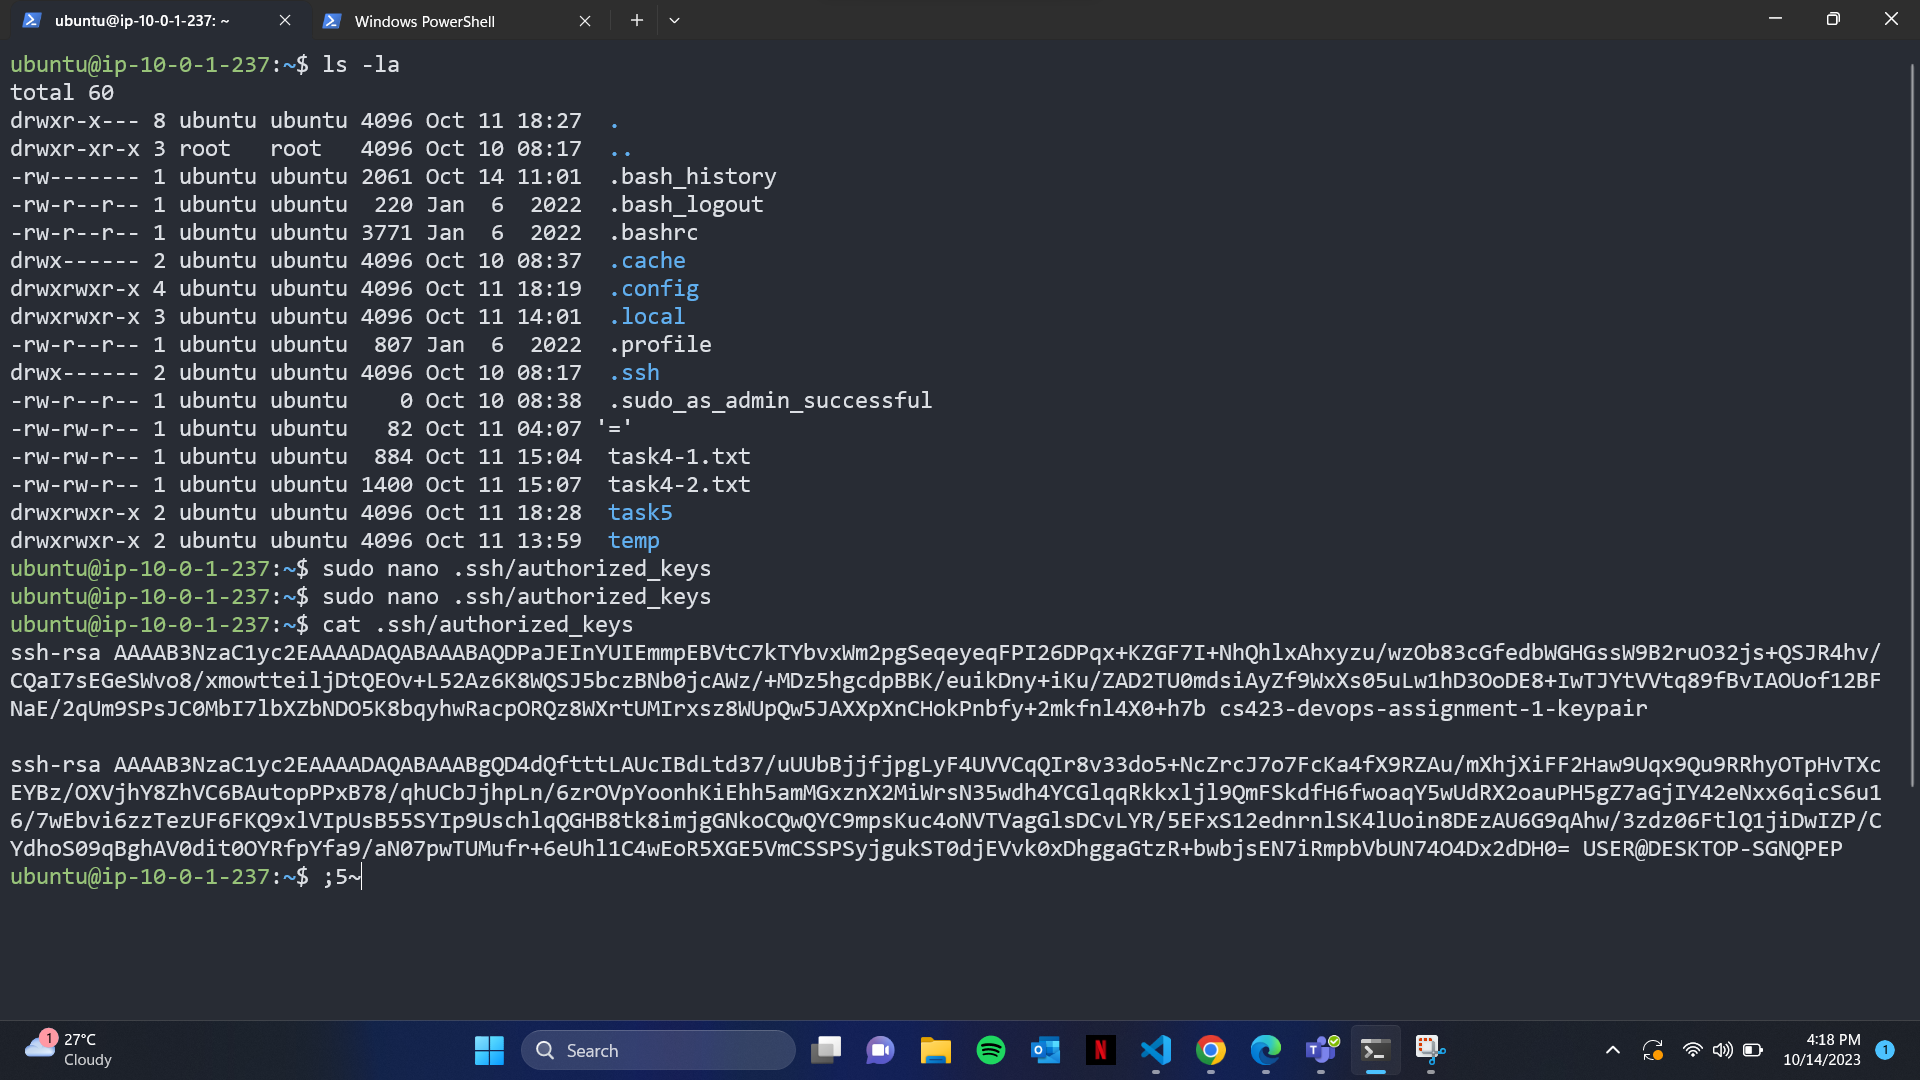 ubuntu@ip-10-0-1-237: ~
Windows PowerShell
ubuntu@ip-10-0-1-237:~$ ls -la
total 60
drwxr-x--- 8 ubuntu ubuntu 4096 Oct 11 18:27 .
drwxr-xr-x 3 root   root   4096 Oct 10 08:17 ..
-rw------- 1 ubuntu ubuntu 2061 Oct 14 11:01 .bash_history
-rw-r--r-- 1 ubuntu ubuntu  220 Jan  6  2022 .bash_logout
-rw-r--r-- 1 ubuntu ubuntu 3771 Jan  6  2022 .bashrc
drwx------ 2 ubuntu ubuntu 4096 Oct 10 08:37 .cache
drwxrwxr-x 4 ubuntu ubuntu 4096 Oct 11 18:19 .config
drwxrwxr-x 3 ubuntu ubuntu 4096 Oct 11 14:01 .local
-rw-r--r-- 1 ubuntu ubuntu  807 Jan  6  2022 .profile
drwx------ 2 ubuntu ubuntu 4096 Oct 10 08:17 .ssh
-rw-r--r-- 1 ubuntu ubuntu    0 Oct 10 08:38 .sudo_as_admin_successful
-rw-rw-r-- 1 ubuntu ubuntu   82 Oct 11 04:07 '='
-rw-rw-r-- 1 ubuntu ubuntu  884 Oct 11 15:04 task4-1.txt
-rw-rw-r-- 1 ubuntu ubuntu 1400 Oct 11 15:07 task4-2.txt
drwxrwxr-x 2 ubuntu ubuntu 4096 Oct 11 18:28 task5
drwxrwxr-x 2 ubuntu ubuntu 4096 Oct 11 13:59 temp
ubuntu@ip-10-0-1-237:~$ sudo nano .ssh/authorized_keys
ubuntu@ip-10-0-1-237:~$ sudo nano .ssh/authorized_keys
ubuntu@ip-10-0-1-237:~$ cat .ssh/authorized_keys
ssh-rsa AAAAB3NzaC1yc2EAAAADAQABAAABAQDPaJEInYUIEmmpEBVtC7kTYbvxWm2pgSeqeyeqFPI26DPqx+KZGF7I+NhQhlxAhxyzu/wzOb83cGfedbWGHGssW9B2ruO32js+QSJR4hv/
CQaI7sEGeSWvo8/xmowtteiljDtQEOv+L52Az6K8WQSJ5bczBNb0jcAWz/+MDz5hgcdpBBK/euikDny+iKu/ZAD2TU0mdsiAyZf9WxXs05uLw1hD3OoDE8+IwTJYtVVtq89fBvIAOUof12BF
NaE/2qUm9SPsJC0MbI7lbXZbNDO5K8bqyhwRacpORQz8WXrtUMIrxsz8WUpQw5JAXXpXnCHokPnbfy+2mkfnl4X0+h7b cs423-devops-assignment-1-keypair
ssh-rsa AAAAB3NzaC1yc2EAAAADAQABAAABgQD4dQftttLAUcIBdLtd37/uUUbBjjfjpgLyF4UVVCqQIr8v33do5+NcZrcJ7o7FcKa4fX9RZAu/mXhjXiFF2Haw9Uqx9Qu9RRhyOTpHvTXc
EYBz/OXVjhY8ZhVC6BAutopPPxB78/qhUCbJjhpLn/6zrOVpYoonhKiEhh5amMGxznX2MiWrsN35wdh4YCGlqqRkkxljl9QmFSkdfH6fwoaqY5wUdRX2oauPH5gZ7aGjIY42eNxx6qicS6u1
6/7wEbvi6zzTezUF6FKQ9xlVIpUsB55SYIp9UschlqQGHB8tk8imjgGNkoCQwQYC9mpsKuc4oNVTVagGlsDCvLYR/5EFxS12ednrnlSK4lUoin8DEzAU6G9qAhw/3zdz06FtlQ1jiDwIZP/C
YdhoS09qBghAV0dit0OYRfpYfa9/aN07pwTUMufr+6eUhl1C4wEoR5XGE5VmCSSPSyjgukST0djEVvk0xDhggaGtzR+bwbjsEN7iRmpbVbUN74O4Dx2dDH0= USER@DESKTOP-SGNQPEP
ubuntu@ip-10-0-1-237:~$ ;5~
1
27°C
Cloudy
Search
4:18 PM
10/14/2023
1